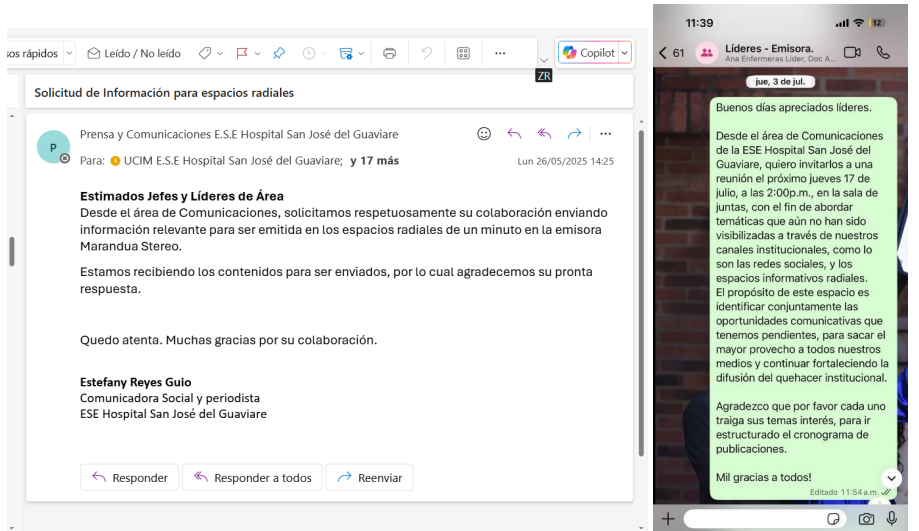 sos rápidos
Leído / No leído
Copilot
ZR
Solicitud de Información para espacios radiales
P
Prensa y Comunicaciones E.S.E Hospital San José del Guaviare
Para: UCIM E.S.E Hospital San José del Guaviare; y 17 más
Lun 26/05/2025 14:25
Estimados Jefes y Líderes de Área
Desde el área de Comunicaciones, solicitamos respetuosamente su colaboración enviando
información relevante para ser emitida en los espacios radiales de un minuto en la emisora
Marandua Stereo.
Estamos recibiendo los contenidos para ser enviados, por lo cual agradecemos su pronta
respuesta.
Quedo atenta. Muchas gracias por su colaboración.
Estefany Reyes Guio
Comunicadora Social y periodista
ESE Hospital San José del Guaviare
Responder
Responder a todos
Reenviar
11:39
12
61
Líderes - Emisora.
Ana Enfermeras Lider, Doc A...
jue, 3 de jul.
Buenos días apreciados líderes.
Desde el área de Comunicaciones
de la ESE Hospital San José del
Guaviare, quiero invitarlos a una
reunión el próximo jueves 17 de
julio, a las 2:00p.m., en la sala de
juntas, con el fin de abordar
temáticas que aún no han sido
visibilizadas a través de nuestros
canales institucionales, como lo
son las redes sociales, y los
espacios informativos radiales.
El propósito de este espacio es
identificar conjuntamente las
oportunidades comunicativas que
tenemos pendientes, para sacar el
mayor provecho a todos nuestros
medios y continuar fortaleciendo la
difusión del quehacer institucional.
Agradezco que por favor cada uno
traiga sus temas interés, para ir
estructurado el cronograma de
publicaciones.
Mil gracias a todos!
Editado 11:54 a.m.